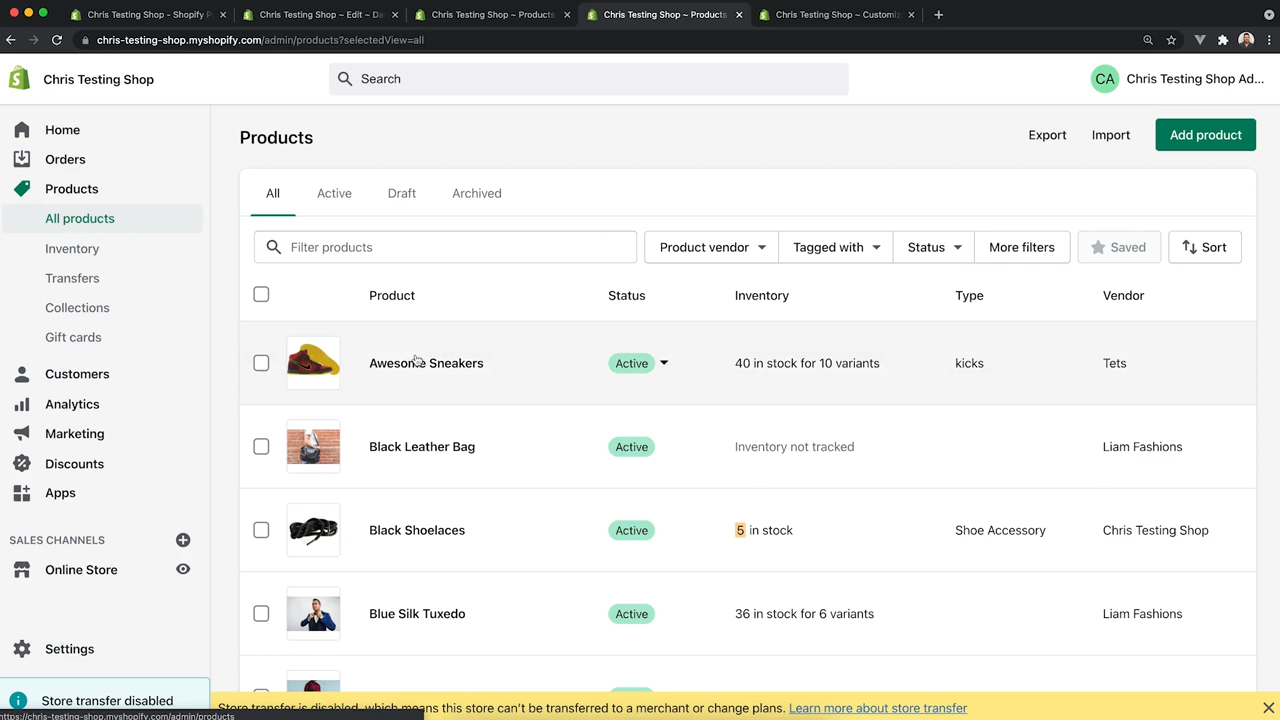 Chris Testing Shop - Shopify P
Chris Testing Shop ~ Edit ~ Da
Chris Testing Shop ~ Products
Chris Testing Shop ~ Products
Chris Testing Shop ~ Customiz
chris-testing-shop.myshopify.com/admin/products?selectedView=all
Chris Testing Shop
Search
CA
Chris Testing Shop Ad...
Home
Orders
Products
All products
Inventory
Transfers
Collections
Gift cards
Customers
Analytics
Marketing
Discounts
Apps
SALES CHANNELS
Online Store
Settings
Store transfer disabled
https://chris-testing-shop.myshopify.com/admin/products
Products
Export
Import
Add product
All
Active
Draft
Archived
Filter products
Product vendor
Tagged with
Status
More filters
Saved
Sort
Product Status Inventory Type Vendor
Awesome Sneakers Active 40 in stock for 10 variants kicks Tets
Black Leather Bag Active Inventory not tracked Liam Fashions
Black Shoelaces Active 5 in stock Shoe Accessory Chris Testing Shop
Blue Silk Tuxedo Active 36 in stock for 6 variants Liam Fashions
Store transfer is disabled, which means this store can't be transferred to a merchant or change plans. Learn more about store transfer